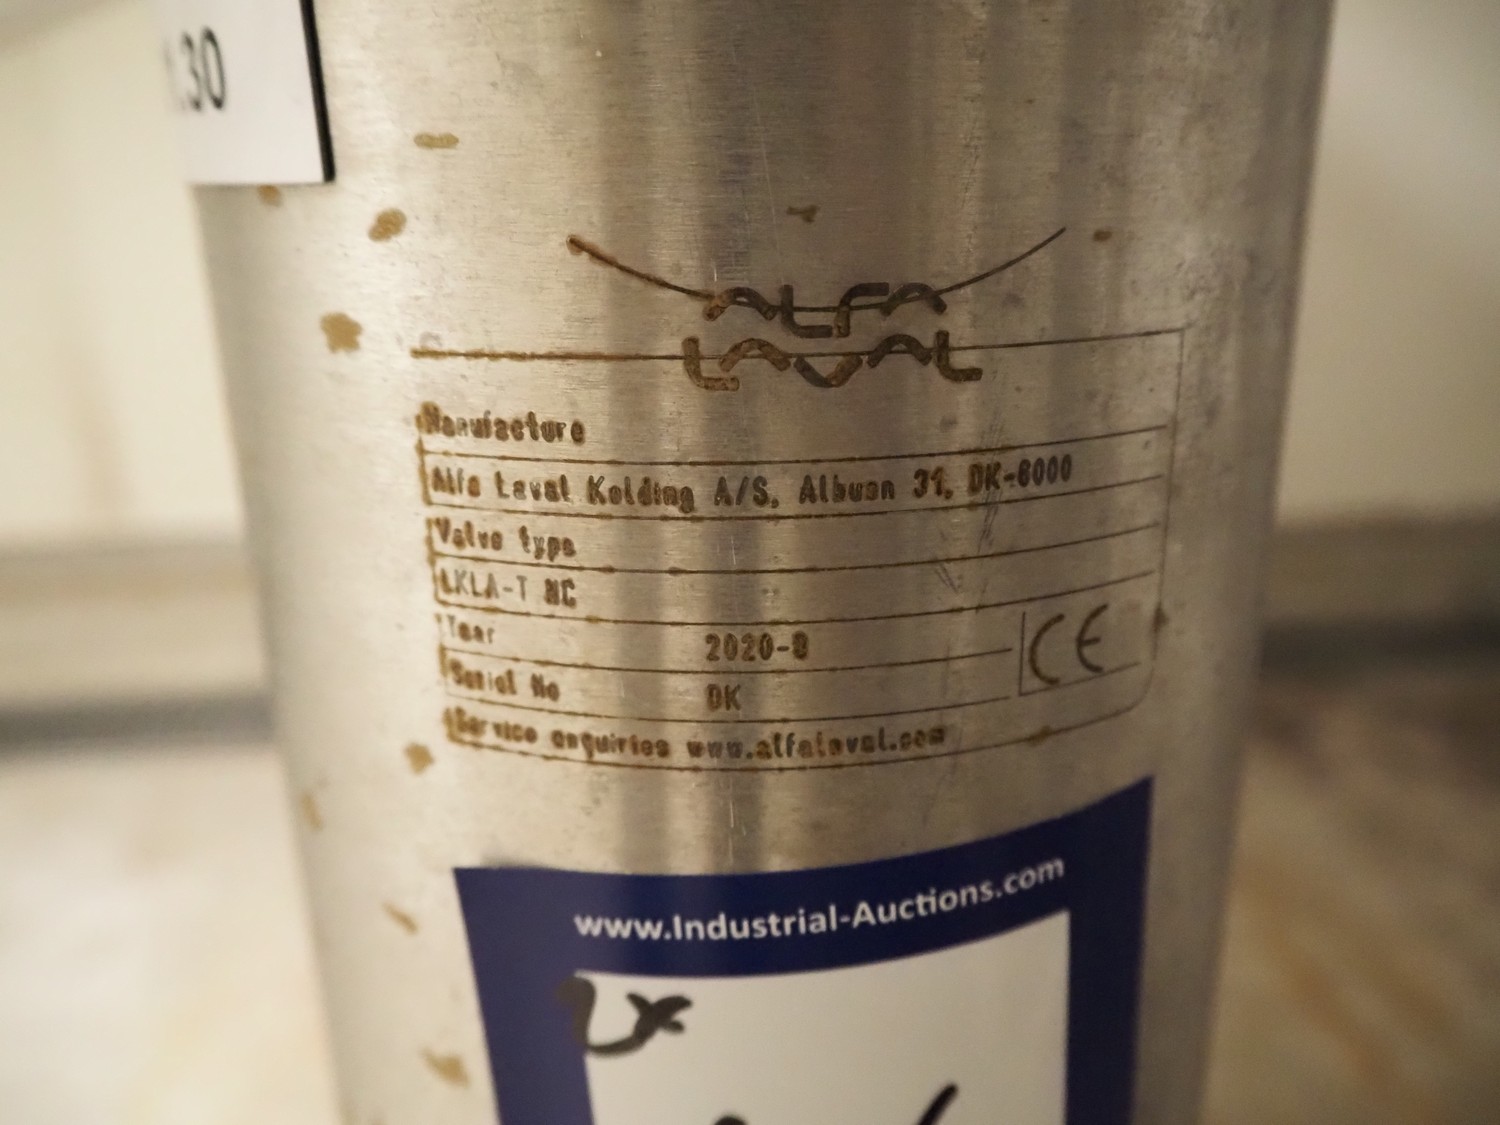 .30
ALFA
LAVAL
Manufacture
Alfa Laval Kolding A/S, Albuen 31, DK-6000
Valve type
LKLA-T NC
Year 2020-8
CE
Serial No DK
Service enquiries www.alfalaval.com
www.Industrial-Auctions.com